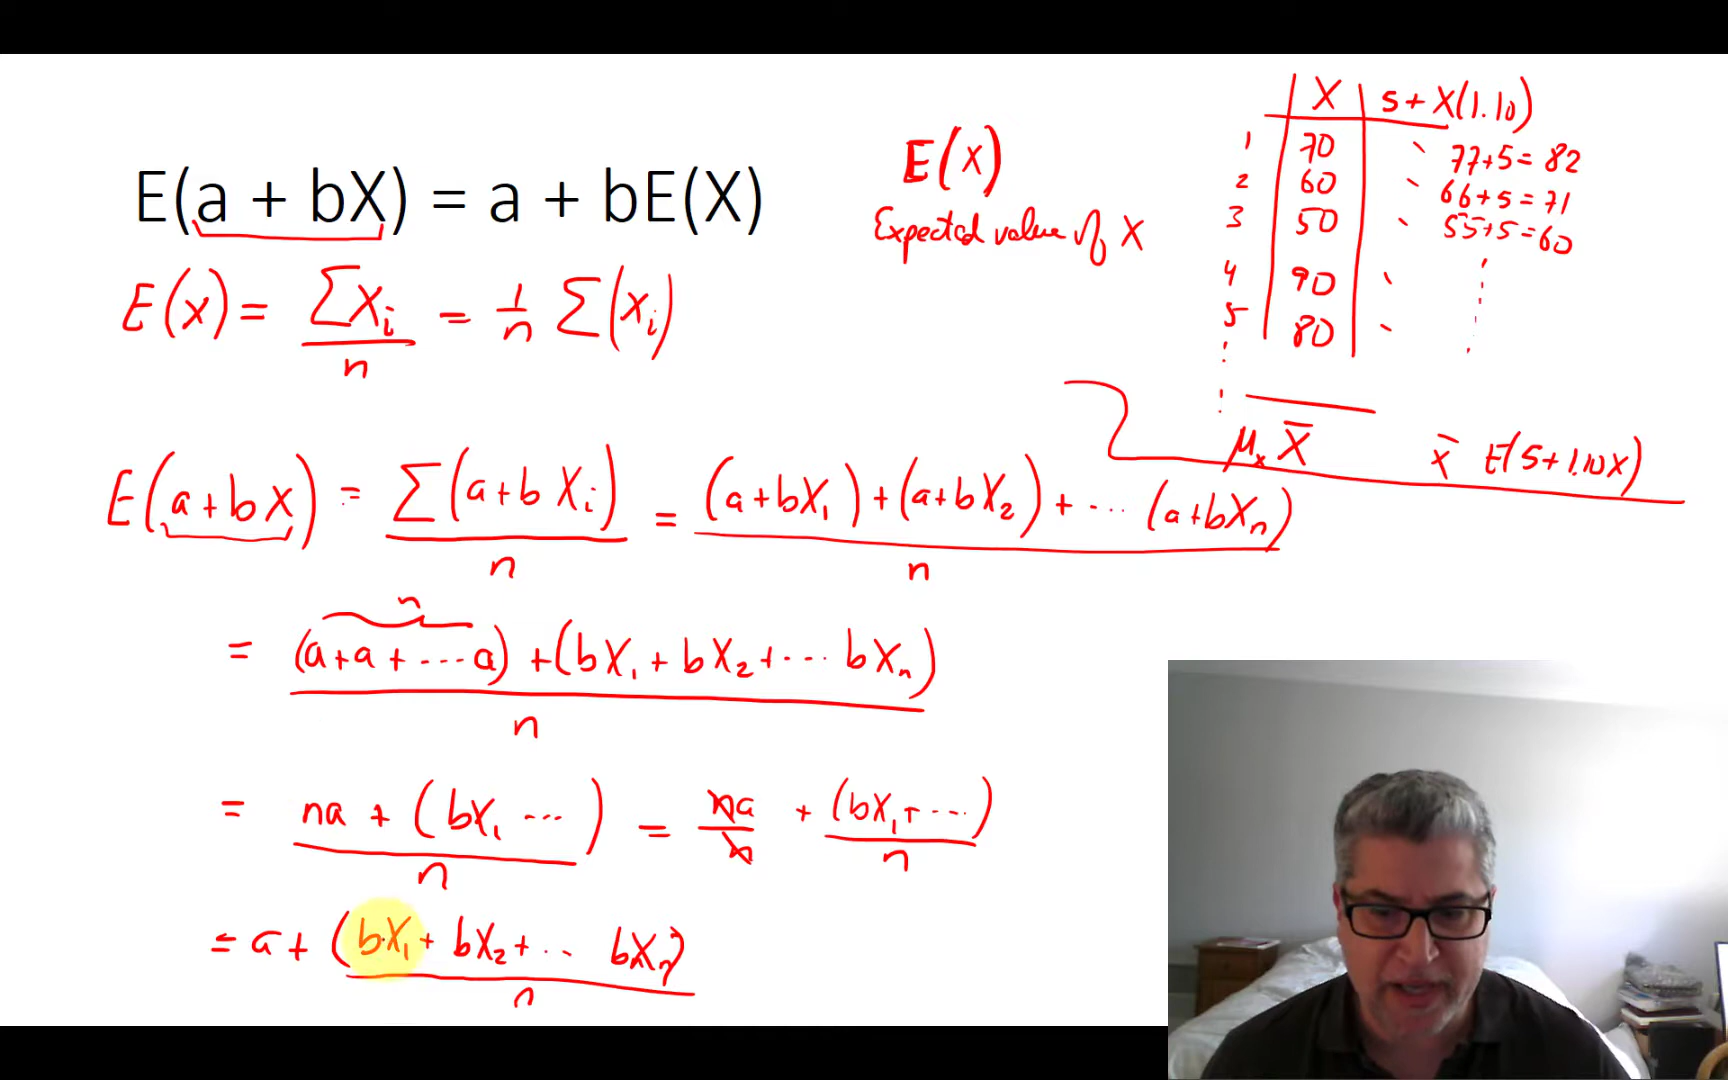 E(a + bX) = a + bE(X)
E(x) = ΣXi / n = 1/n Σ(xi)
E(x)
Expected value of X
X | 5 + X(1.10)
1 70 77+5 = 82
2 60 66+5 = 71
3 50 55+5 = 60
4 90
5 80
μx X̄ x̄ E(5+1.10X)
E(a+bX) = Σ(a+bXi) / n = (a+bX1)+(a+bX2)+ ... (a+bXn) / n
n
= (a+a+ ... a) + (bX1 + bX2 + ... bXn) / n
= na + (bX1 ...) / n = na / n + (bX1+ ...) / n
= a + (bX1 + bX2 + ... bXn) / n